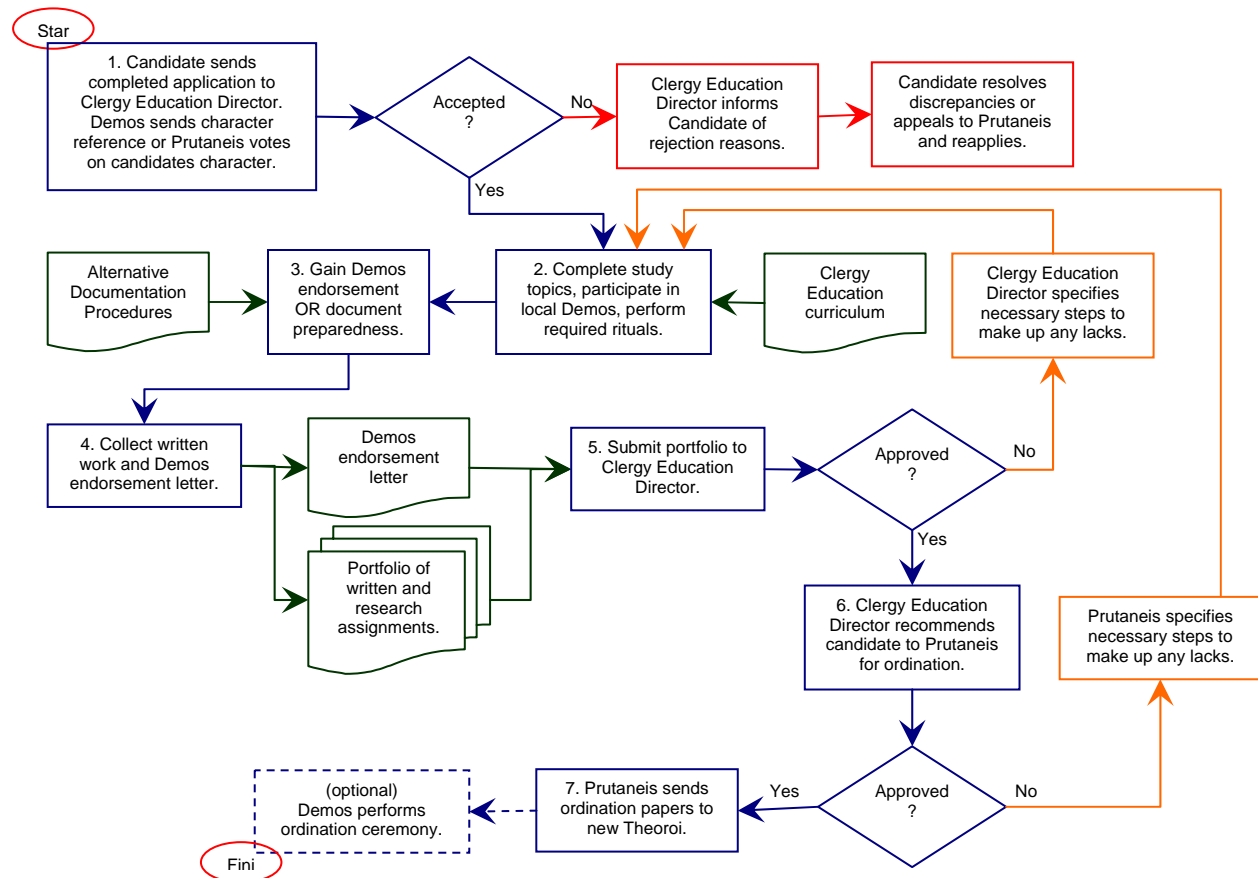 Star
1. Candidate sends
completed application to
Clergy Education Director.
Demos sends character
reference or Prutaneis votes
on candidates character.
Accepted
?
No
Clergy Education
Director informs
Candidate of
rejection reasons.
Candidate resolves
discrepancies or
appeals to Prutaneis
and reapplies.
Yes
Alternative
Documentation
Procedures
3. Gain Demos
endorsement
OR document
preparedness.
2. Complete study
topics, participate in
local Demos, perform
required rituals.
Clergy
Education
curriculum
Clergy Education
Director specifies
necessary steps to
make up any lacks.
4. Collect written
work and Demos
endorsement letter.
Demos
endorsement
letter
5. Submit portfolio to
Clergy Education
Director.
Approved
?
No
Yes
Portfolio of
written and
research
assignments.
6. Clergy Education
Director recommends
candidate to Prutaneis
for ordination.
Prutaneis specifies
necessary steps to
make up any lacks.
(optional)
Demos performs
ordination ceremony.
7. Prutaneis sends
ordination papers to
new Theoroi.
Yes
Approved
?
No
Fini